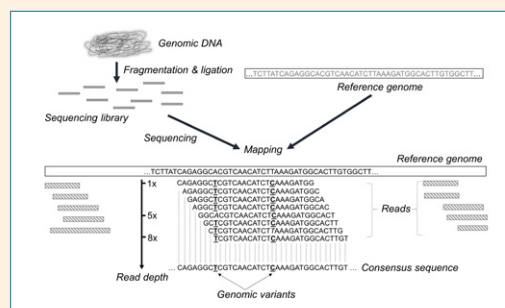 Genomic DNA
Fragmentation & ligation
...TCTTATCAGAGGCACGTCAACATCTTAAAGATGGCACTTGTGGCTT...
Reference genome
Sequencing library
Sequencing
Mapping
Reference genome
...TCTTATCAGAGGCACGTCAACATCTTAAAGATGGCACTTGTGGCTT...
1x CAGAGGCTCGTCAACATCTCAAAGATGG
AGAGGCTCGTCAACATCTCAAAGATGGC
GAGGCTCGTCAACATCTCAAAGATGGCA
AGGCTCGTCAACATCTCAAAGATGGCAC
5x GGCACGTCAACATCTCAAAGATGGCACT
GCTCGTCAACATCTCAAAGATGGCACTT
CTCGTCAACATCTTAAAGATGGCACTTG
8x TCGTCAACATCTCAAAGATGGCACTTGT
Reads
Read depth
... CAGAGGCTCGTCAACATCTCAAAGATGGCACTTGT ...
Consensus sequence
Genomic variants